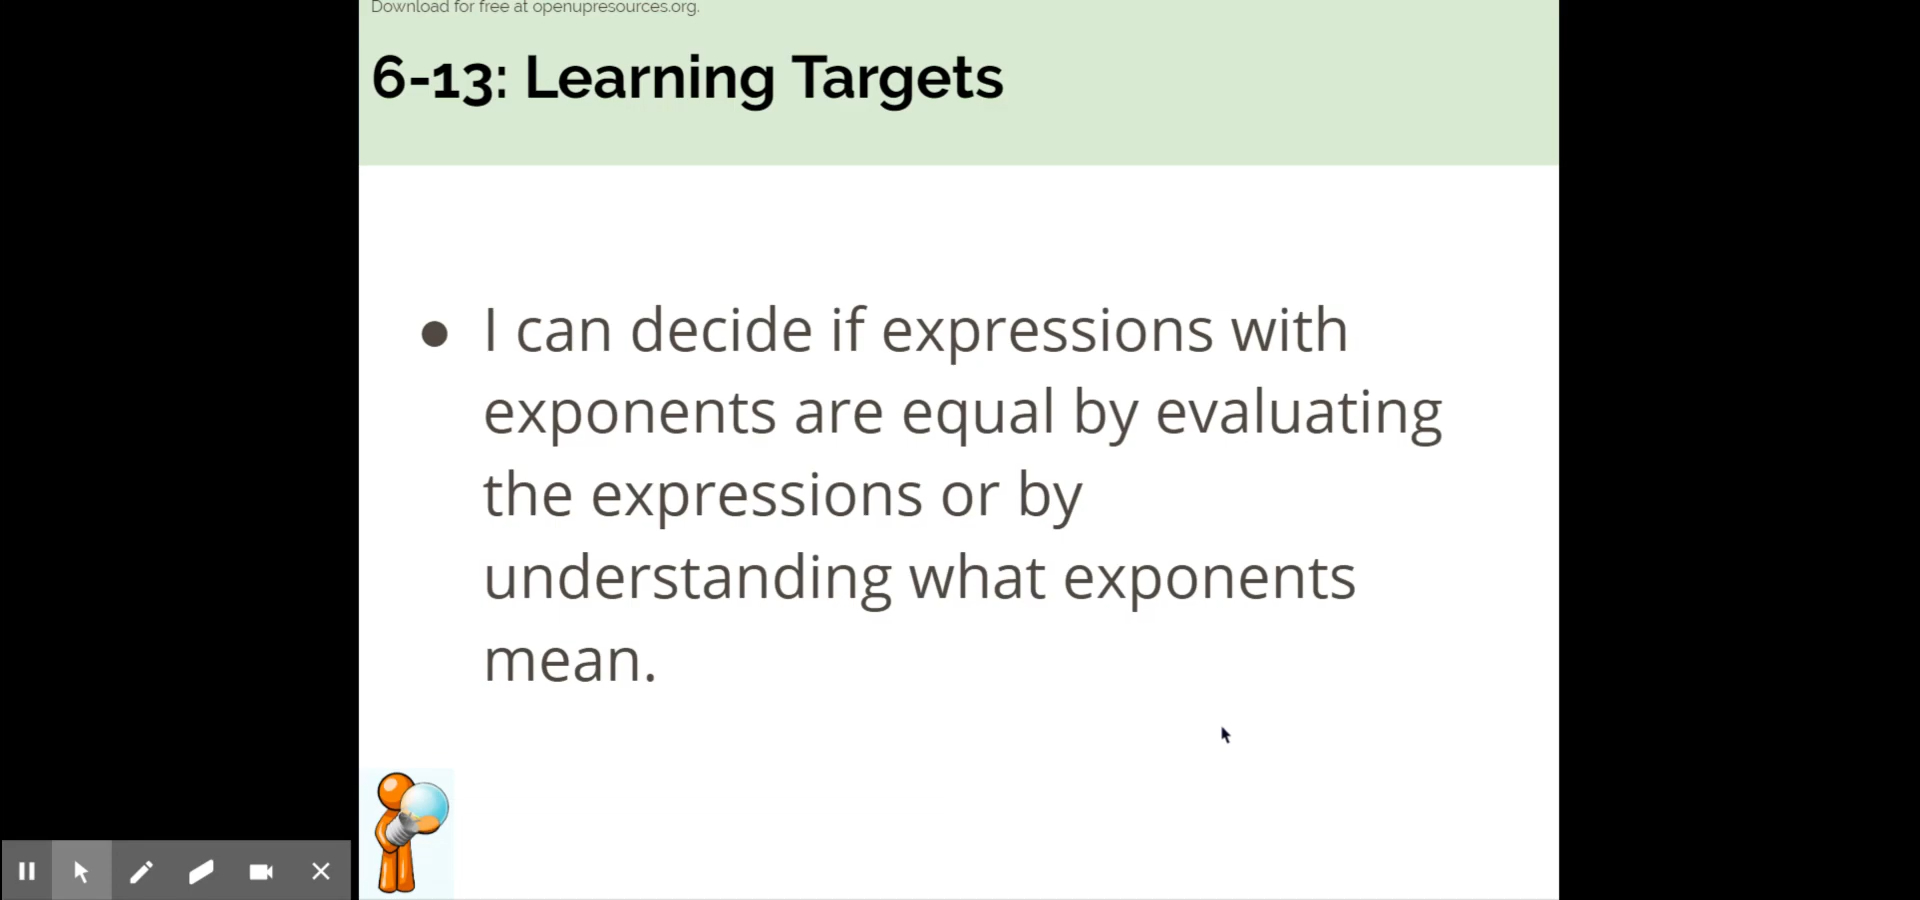 Download for free at openupresources.org.
6-13: Learning Targets
● I can decide if expressions with
exponents are equal by evaluating
the expressions or by
understanding what exponents
mean.